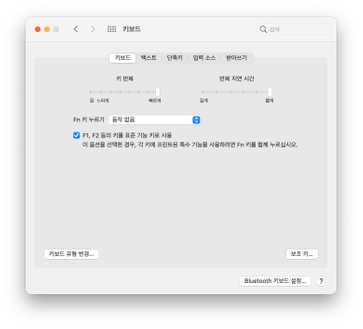 키보드
검색
키보드 텍스트 단축키 입력 소스 받아쓰기
키 반복 반복 지연 시간
끔 느리게 빠르게 길게 짧게
Fn 키 누르기 동작 없음
F1, F2 등의 키를 표준 기능 키로 사용
이 옵션을 선택한 경우, 각 키에 프린트된 특수 기능을 사용하려면 Fn 키를 함께 누르십시오.
키보드 유형 변경... 보조 키...
Bluetooth 키보드 설정... ?